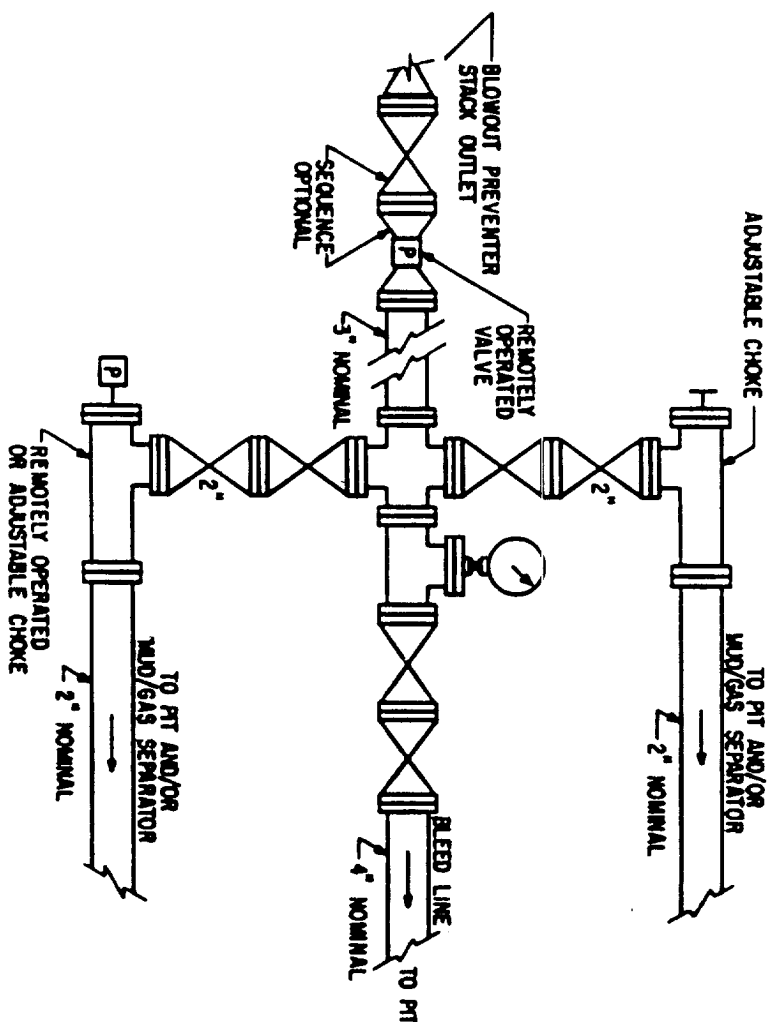 BLOWOUT PREVENTER
STACK OUTLET
SEQUENCE
OPTIONAL
P
REMOTELY
OPERATED
VALVE
3" NOMINAL
ADJUSTABLE CHOKE
2"
TO PIT AND/OR
MUD/GAS SEPARATOR
2" NOMINAL
BLEED LINE
4" NOMINAL
TO PIT
P
2"
REMOTELY OPERATED
OR ADJUSTABLE CHOKE
TO PIT AND/OR
MUD/GAS SEPARATOR
2" NOMINAL